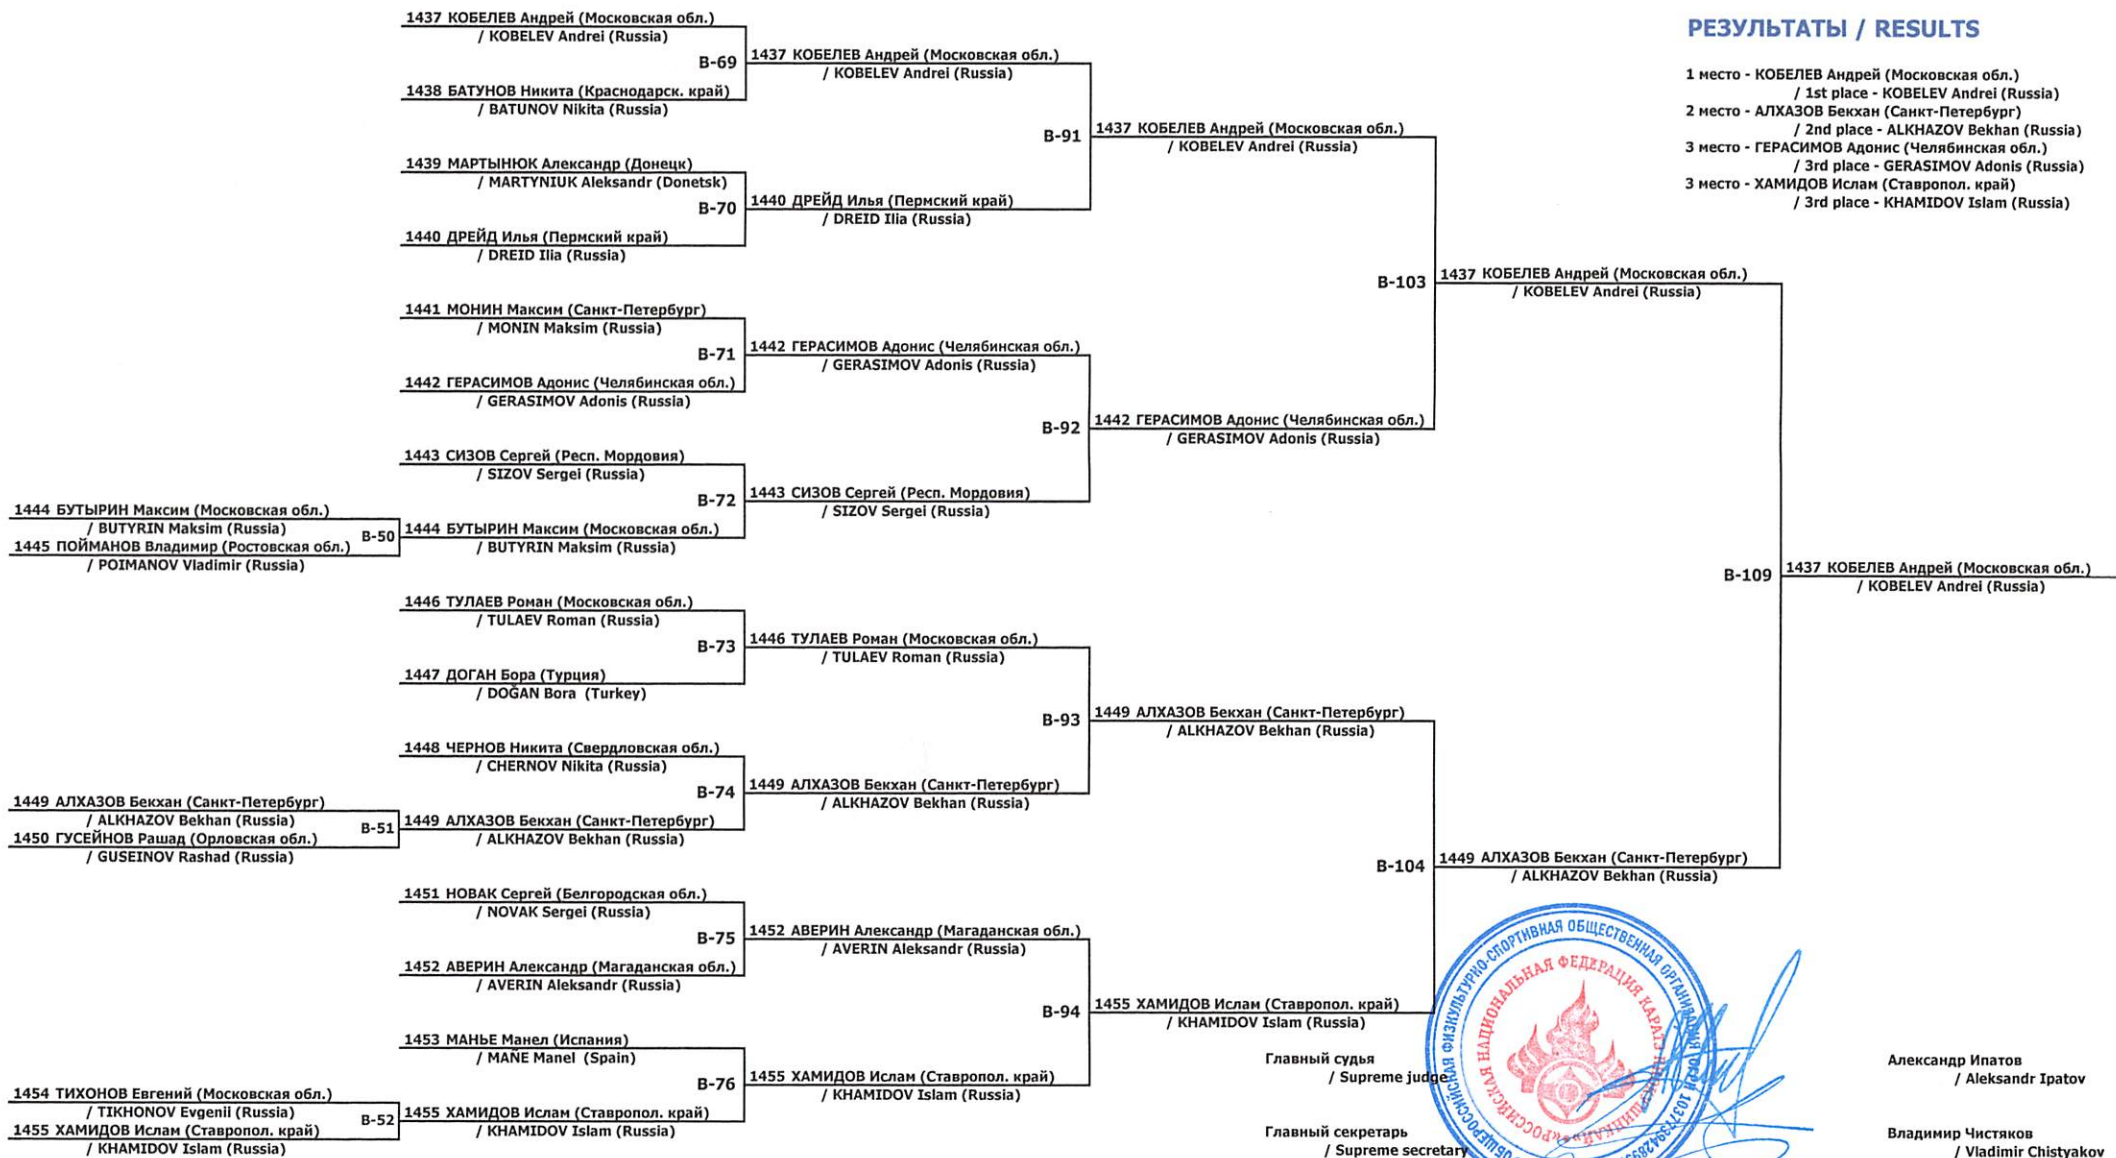 РЕЗУЛЬТАТЫ / RESULTS
1 место - КОБЕЛЕВ Андрей (Московская обл.)
/ 1st place - KOBELEV Andrei (Russia)
2 место - АЛХАЗОВ Бекхан (Санкт-Петербург)
/ 2nd place - ALKHAZOV Bekhan (Russia)
3 место - ГЕРАСИМОВ Адонис (Челябинская обл.)
/ 3rd place - GERASIMOV Adonis (Russia)
3 место - ХАМИДОВ Ислам (Ставропол. край)
/ 3rd place - KHAMIDOV Islam (Russia)
1444 БУТЫРИН Максим (Московская обл.)
/ BUTYRIN Maksim (Russia)
B-50
1445 ПОЙМАНОВ Владимир (Ростовская обл.)
/ POIMANOV Vladimir (Russia)
1449 АЛХАЗОВ Бекхан (Санкт-Петербург)
/ ALKHAZOV Bekhan (Russia)
B-51
1450 ГУСЕЙНОВ Рашад (Орловская обл.)
/ GUSEINOV Rashad (Russia)
1454 ТИХОНОВ Евгений (Московская обл.)
/ TIKHONOV Evgenii (Russia)
B-52
1455 ХАМИДОВ Ислам (Ставропол. край)
/ KHAMIDOV Islam (Russia)
1437 КОБЕЛЕВ Андрей (Московская обл.)
/ KOBELEV Andrei (Russia)
B-69
1438 БАТУНОВ Никита (Краснодарск. край)
/ BATUNOV Nikita (Russia)
1439 МАРТЫНЮК Александр (Донецк)
/ MARTYNIUK Aleksandr (Donetsk)
B-70
1440 ДРЕЙД Илья (Пермский край)
/ DREID Ilia (Russia)
1441 МОНИН Максим (Санкт-Петербург)
/ MONIN Maksim (Russia)
B-71
1442 ГЕРАСИМОВ Адонис (Челябинская обл.)
/ GERASIMOV Adonis (Russia)
1443 СИЗОВ Сергей (Респ. Мордовия)
/ SIZOV Sergei (Russia)
B-72
1444 БУТЫРИН Максим (Московская обл.)
/ BUTYRIN Maksim (Russia)
1446 ТУЛАЕВ Роман (Московская обл.)
/ TULAEV Roman (Russia)
B-73
1447 ДОГАН Бора (Турция)
/ DOĞAN Bora (Turkey)
1448 ЧЕРНОВ Никита (Свердловская обл.)
/ CHERNOV Nikita (Russia)
B-74
1449 АЛХАЗОВ Бекхан (Санкт-Петербург)
/ ALKHAZOV Bekhan (Russia)
1451 НОВАК Сергей (Белгородская обл.)
/ NOVAK Sergei (Russia)
B-75
1452 АВЕРИН Александр (Магаданская обл.)
/ AVERIN Aleksandr (Russia)
1453 МАНЬЕ Манел (Испания)
/ MAÑE Manel (Spain)
B-76
1455 ХАМИДОВ Ислам (Ставропол. край)
/ KHAMIDOV Islam (Russia)
1437 КОБЕЛЕВ Андрей (Московская обл.)
/ KOBELEV Andrei (Russia)
B-91
1440 ДРЕЙД Илья (Пермский край)
/ DREID Ilia (Russia)
1442 ГЕРАСИМОВ Адонис (Челябинская обл.)
/ GERASIMOV Adonis (Russia)
B-92
1443 СИЗОВ Сергей (Респ. Мордовия)
/ SIZOV Sergei (Russia)
1446 ТУЛАЕВ Роман (Московская обл.)
/ TULAEV Roman (Russia)
B-93
1449 АЛХАЗОВ Бекхан (Санкт-Петербург)
/ ALKHAZOV Bekhan (Russia)
1452 АВЕРИН Александр (Магаданская обл.)
/ AVERIN Aleksandr (Russia)
B-94
1455 ХАМИДОВ Ислам (Ставропол. край)
/ KHAMIDOV Islam (Russia)
1437 КОБЕЛЕВ Андрей (Московская обл.)
/ KOBELEV Andrei (Russia)
B-103
1442 ГЕРАСИМОВ Адонис (Челябинская обл.)
/ GERASIMOV Adonis (Russia)
1449 АЛХАЗОВ Бекхан (Санкт-Петербург)
/ ALKHAZOV Bekhan (Russia)
B-104
1455 ХАМИДОВ Ислам (Ставропол. край)
/ KHAMIDOV Islam (Russia)
1437 КОБЕЛЕВ Андрей (Московская обл.)
/ KOBELEV Andrei (Russia)
B-109
1449 АЛХАЗОВ Бекхан (Санкт-Петербург)
/ ALKHAZOV Bekhan (Russia)
1437 КОБЕЛЕВ Андрей (Московская обл.)
/ KOBELEV Andrei (Russia)
Главный судья
/ Supreme judge
Александр Ипатов
/ Aleksandr Ipatov
Главный секретарь
/ Supreme secretary
Владимир Чистяков
/ Vladimir Chistyakov
ОБЩЕРОССИЙСКАЯ ФИЗКУЛЬТУРНО-СПОРТИВНАЯ ОБЩЕСТВЕННАЯ ОРГАНИЗАЦИЯ
РОССИЙСКАЯ НАЦИОНАЛЬНАЯ ФЕДЕРАЦИЯ КАРАТЭ